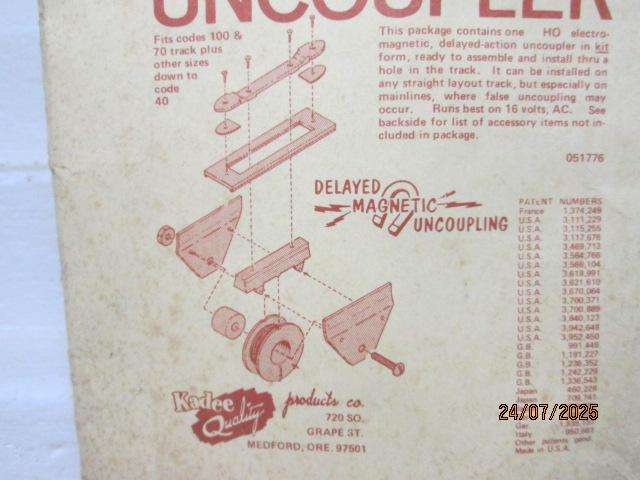 UNCOUPLER
Fits codes 100 &
70 track plus
other sizes
down to
code
40
This package contains one HO electro-
magnetic, delayed-action uncoupler in kit
form, ready to assemble and install thru a
hole in the track. It can be installed on
any straight layout track, but especially on
mainlines, where false uncoupling may
occur. Runs best on 16 volts, AC. See
backside for list of accessory items not in-
cluded in package.
051776
DELAYED
MAGNETIC
UNCOUPLING
PATENT NUMBERS
France 1,374,249
U.S.A. 3,111,229
U.S.A. 3,115,255
U.S.A. 3,117,676
U.S.A. 3,469,713
U.S.A. 3,584,766
U.S.A. 3,586,104
U.S.A. 3,618,991
U.S.A. 3,621,610
U.S.A. 3,670,064
U.S.A. 3,700,371
U.S.A. 3,700,889
U.S.A. 3,840,127
U.S.A. 3,942,648
U.S.A. 3,952,450
G.B. 991,449
G.B. 1,191,227
G.B. 1,236,352
G.B. 1,242,729
G.B. 1,336,543
Japan 460,228
Japan
Ger.
Italy
Other patents pend.
Made in U.S.A.
Kadee
Quality
products co.
720 SO.
GRAPE ST.
MEDFORD, ORE. 97501
24/07/2025